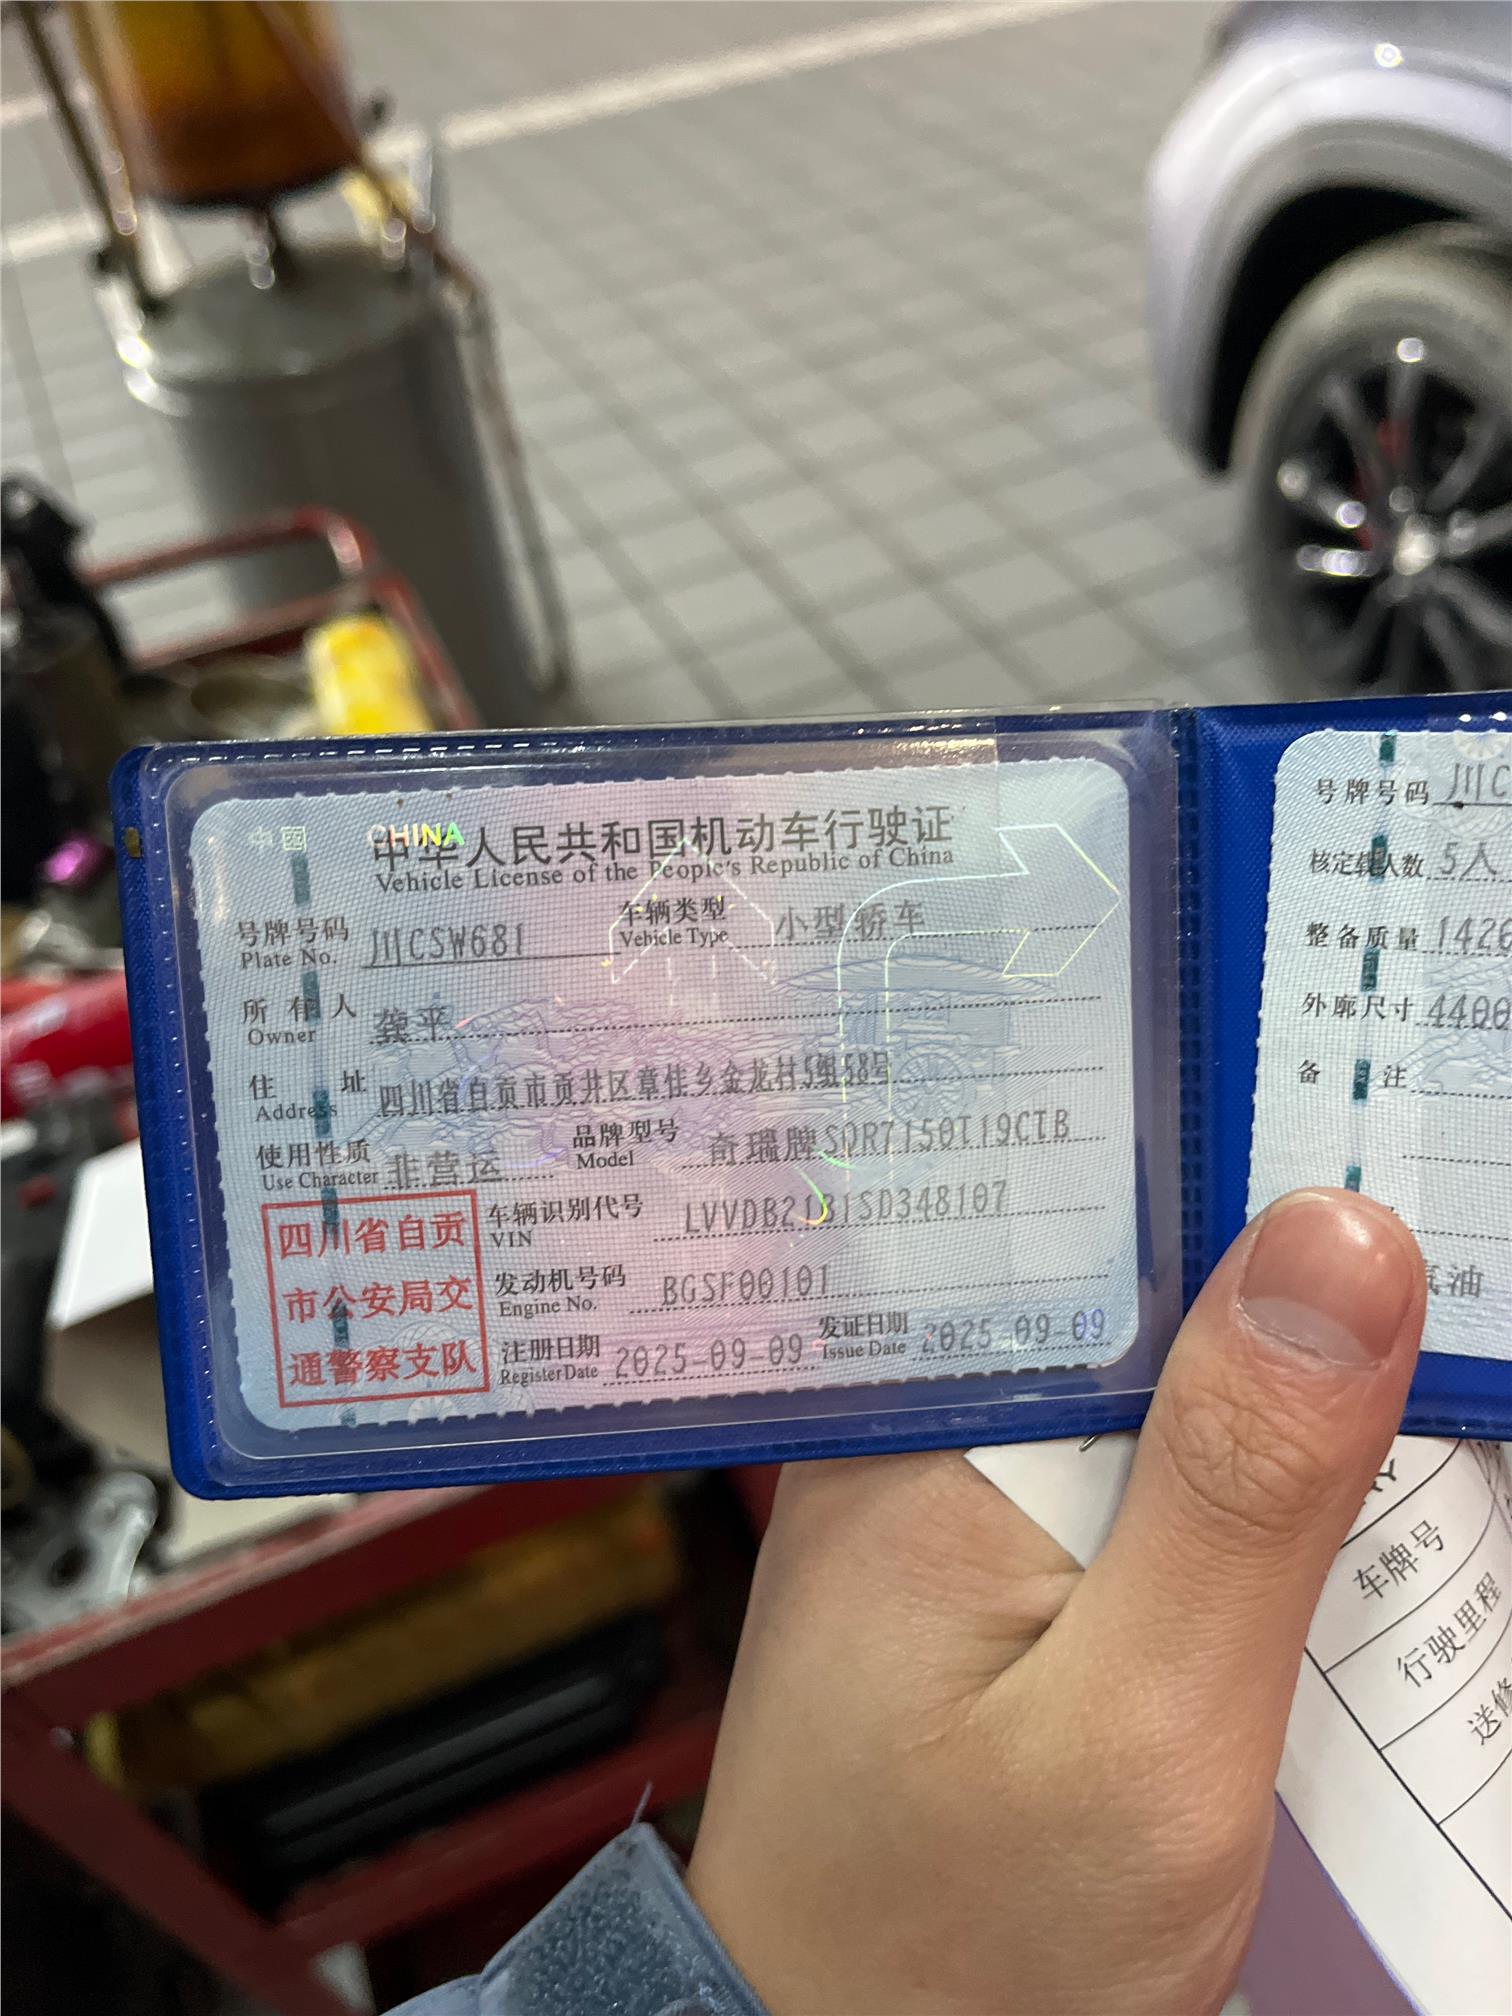 中国 CHINA
中华人民共和国机动车行驶证
Vehicle License of the People's Republic of China
号牌号码 川CSW681 车辆类型 小型轿车
Plate No. Vehicle Type
所有人 龚平
Owner
住址 四川省自贡市贡井区章佳乡金龙村5组58号
Address
使用性质 非营运 品牌型号 奇瑞牌SQR7150T19CTB
Use Character Model
四川省自贡
市公安局交
通警察支队
车辆识别代号 LVVDB21B1SD348107
VIN
发动机号码 BGSF00101
Engine No.
注册日期 2025-09-09 发证日期 2025-09-09
Register Date Issue Date
号牌号码 川C
核定载人数 5人
整备质量 142
外廓尺寸 4400
备注
汽油
车牌号
行驶里程
送修